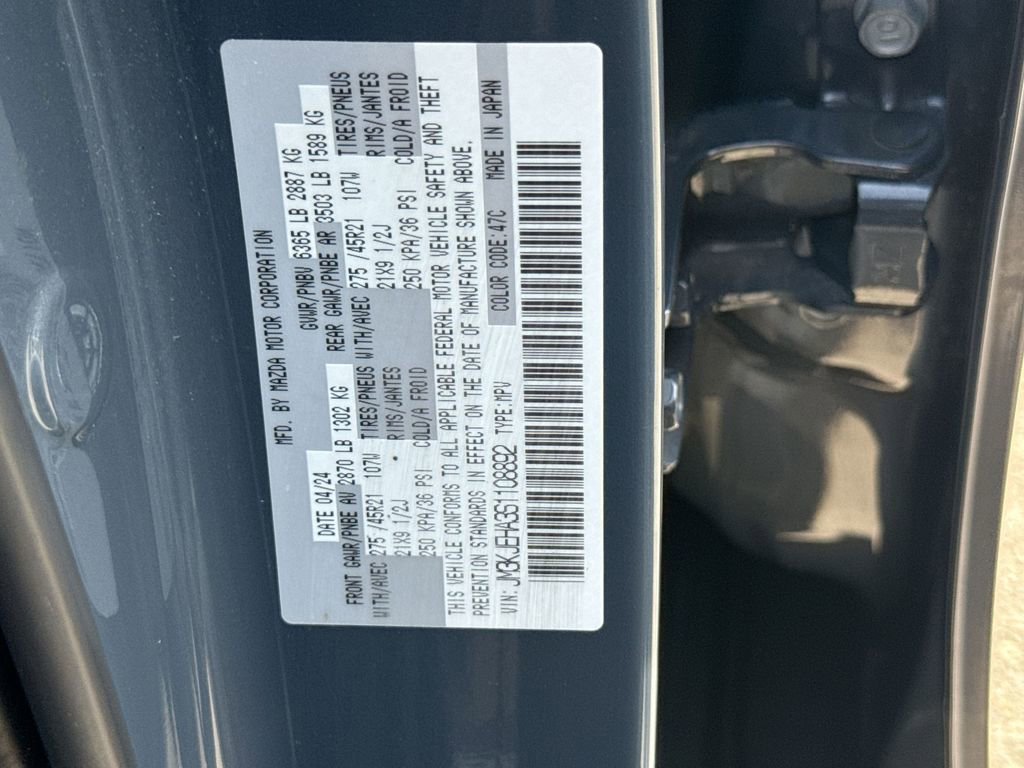 MFD. BY MAZDA MOTOR CORPORATION
DATE 04/24 GVWR/PNBV 6365 LB 2887 KG
FRONT GAWR/PNBE AV 2870 LB 1302 KG REAR GAWR/PNBE AR 3503 LB 1589 KG
WITH/AVEC 275 /45R21 107W TIRES/PNEUS WITH/AVEC 275 /45R21 107W TIRES/PNEUS
21X9 1/2J RIMS/JANTES 21X9 1/2J RIMS/JANTES
250 KPA/36 PSI COLD/A FROID 250 KPA/36 PSI COLD/A FROID
THIS VEHICLE CONFORMS TO ALL APPLICABLE FEDERAL MOTOR VEHICLE SAFETY AND THEFT
PREVENTION STANDARDS IN EFFECT ON THE DATE OF MANUFACTURE SHOWN ABOVE.
VIN: JM3KJEHA3S1108892 TYPE:MPV COLOR CODE:47C MADE IN JAPAN